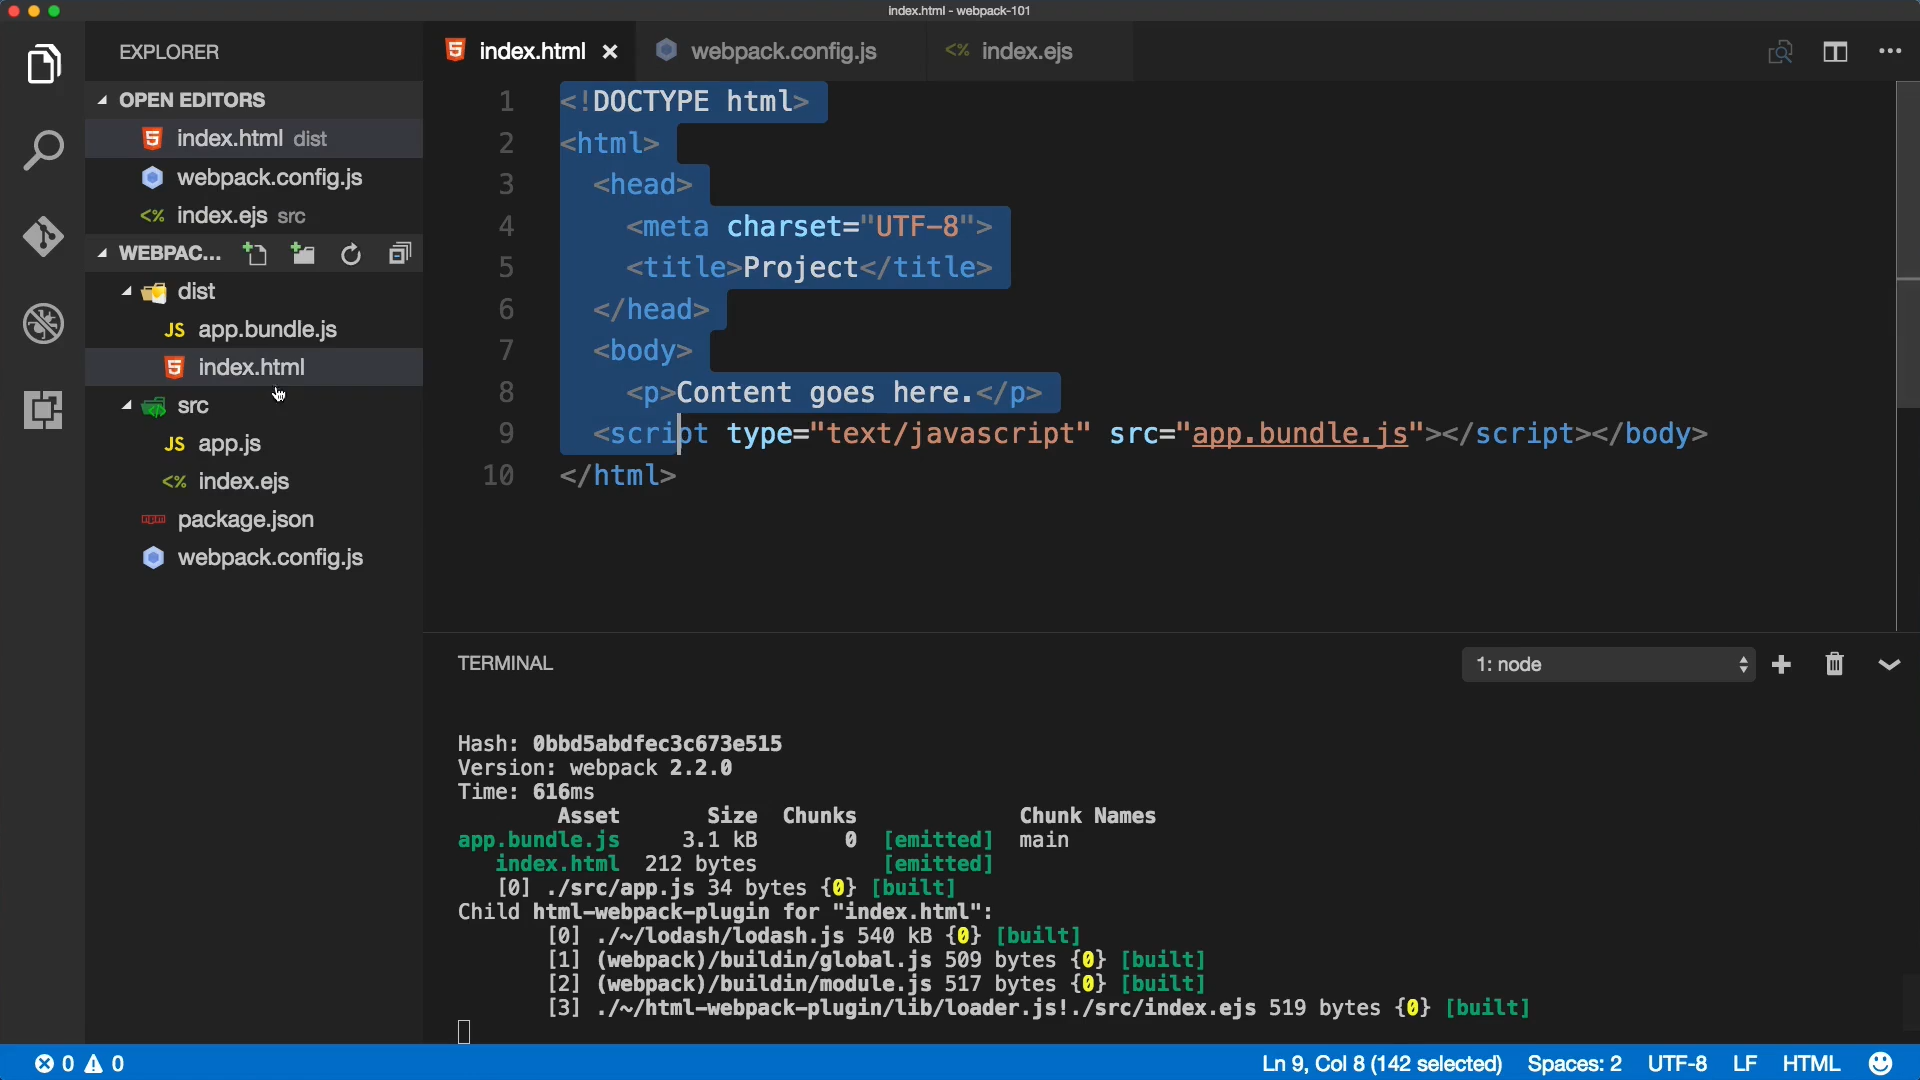 index.html - webpack-101
EXPLORER
OPEN EDITORS
index.html dist
webpack.config.js
index.ejs src
WEBPAC...
dist
JS app.bundle.js
index.html
src
JS app.js
<% index.ejs
package.json
webpack.config.js
index.html
webpack.config.js
<% index.ejs
1 <!DOCTYPE html>
2 <html>
3 <head>
4 <meta charset="UTF-8">
5 <title>Project</title>
6 </head>
7 <body>
8 <p>Content goes here.</p>
9 <script type="text/javascript" src="app.bundle.js"></script></body>
10 </html>
TERMINAL
1: node
Hash: 0bbd5abdfec3c673e515
Version: webpack 2.2.0
Time: 616ms
Asset Size Chunks Chunk Names
app.bundle.js 3.1 kB 0 [emitted] main
index.html 212 bytes [emitted]
[0] ./src/app.js 34 bytes {0} [built]
Child html-webpack-plugin for "index.html":
[0] ./~/lodash/lodash.js 540 kB {0} [built]
[1] (webpack)/buildin/global.js 509 bytes {0} [built]
[2] (webpack)/buildin/module.js 517 bytes {0} [built]
[3] ./~/html-webpack-plugin/lib/loader.js!./src/index.ejs 519 bytes {0} [built]
0 0
Ln 9, Col 8 (142 selected) Spaces: 2 UTF-8 LF HTML